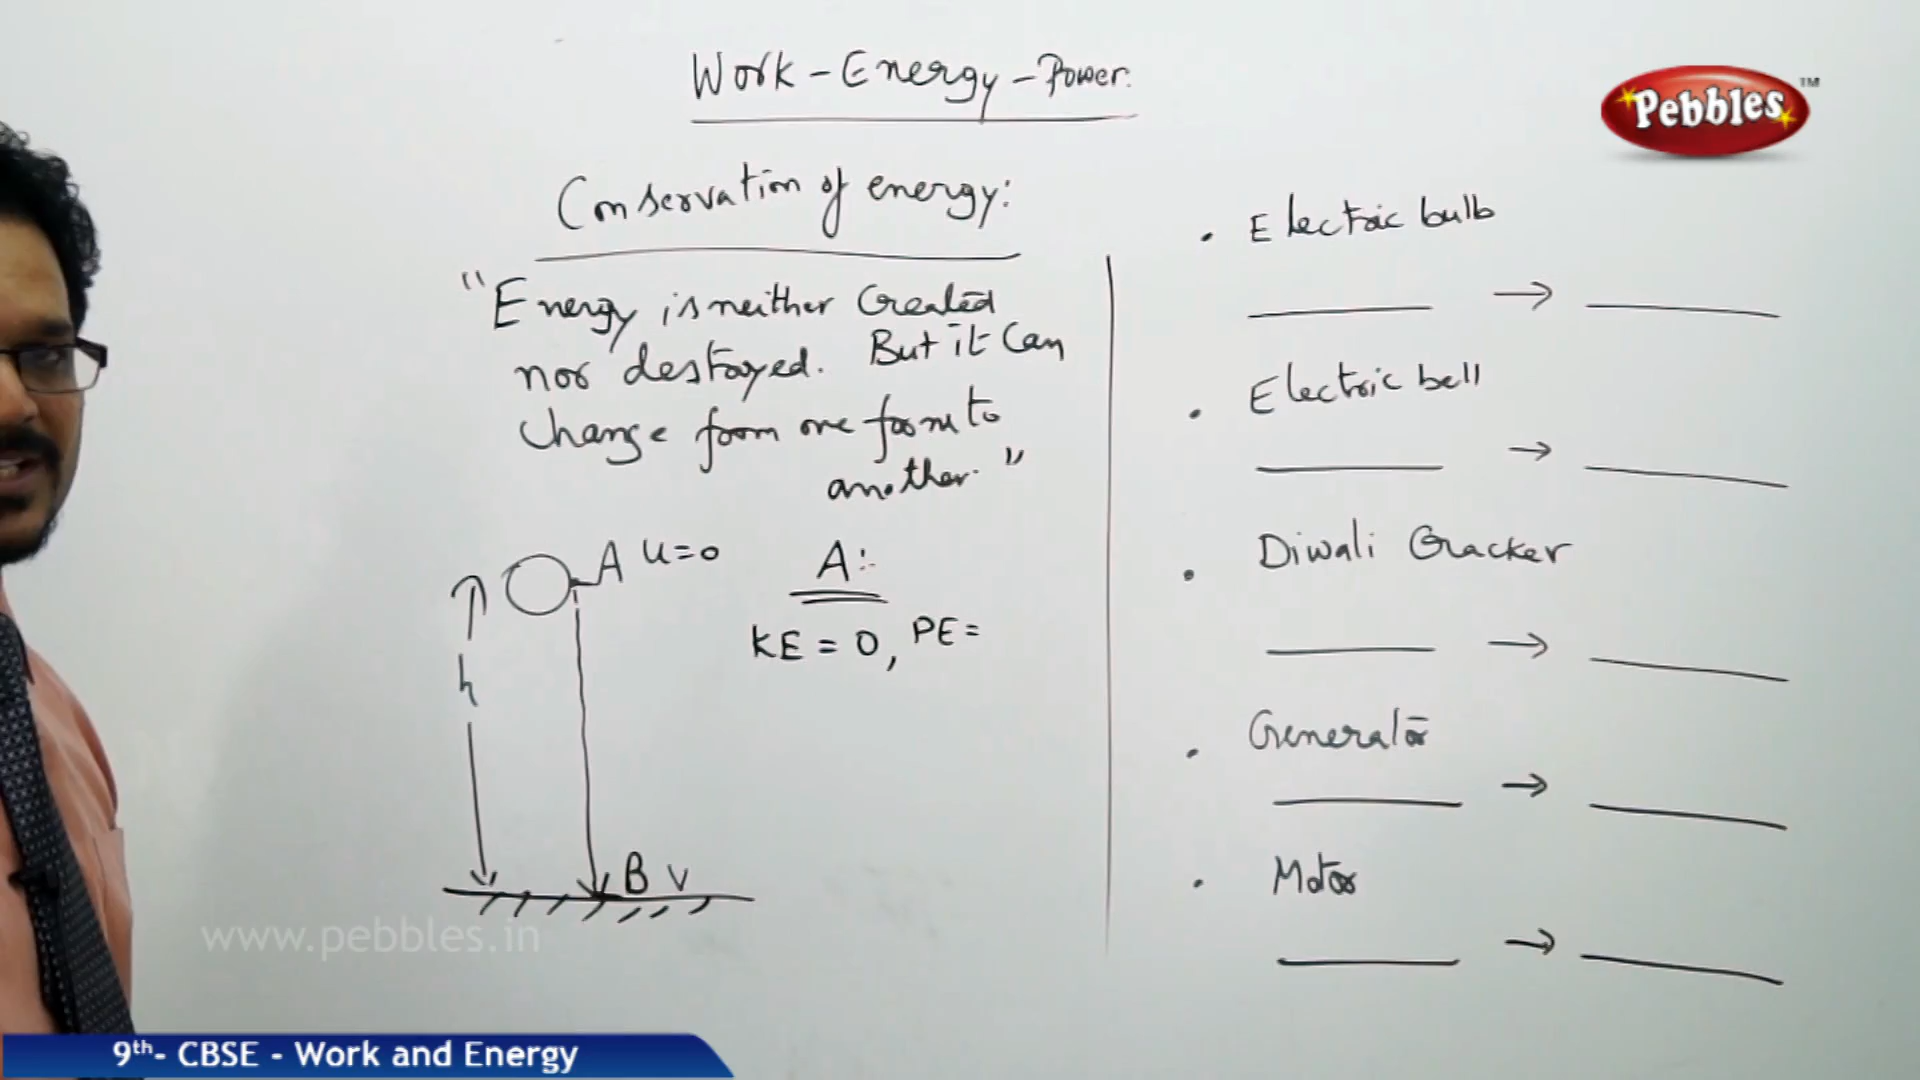 Work - Energy - Power.
Pebbles™
Conservation of energy:
"Energy is neither Created
nor destroyed. But it Can
Change from one form to
another."
A u=0
h
B v
A:-
KE = 0, PE =
. Electric bulb
→
. Electric bell
→
. Diwali Cracker
→
. Generator
→
. Motor
→
www.pebbles.in
9th- CBSE - Work and Energy